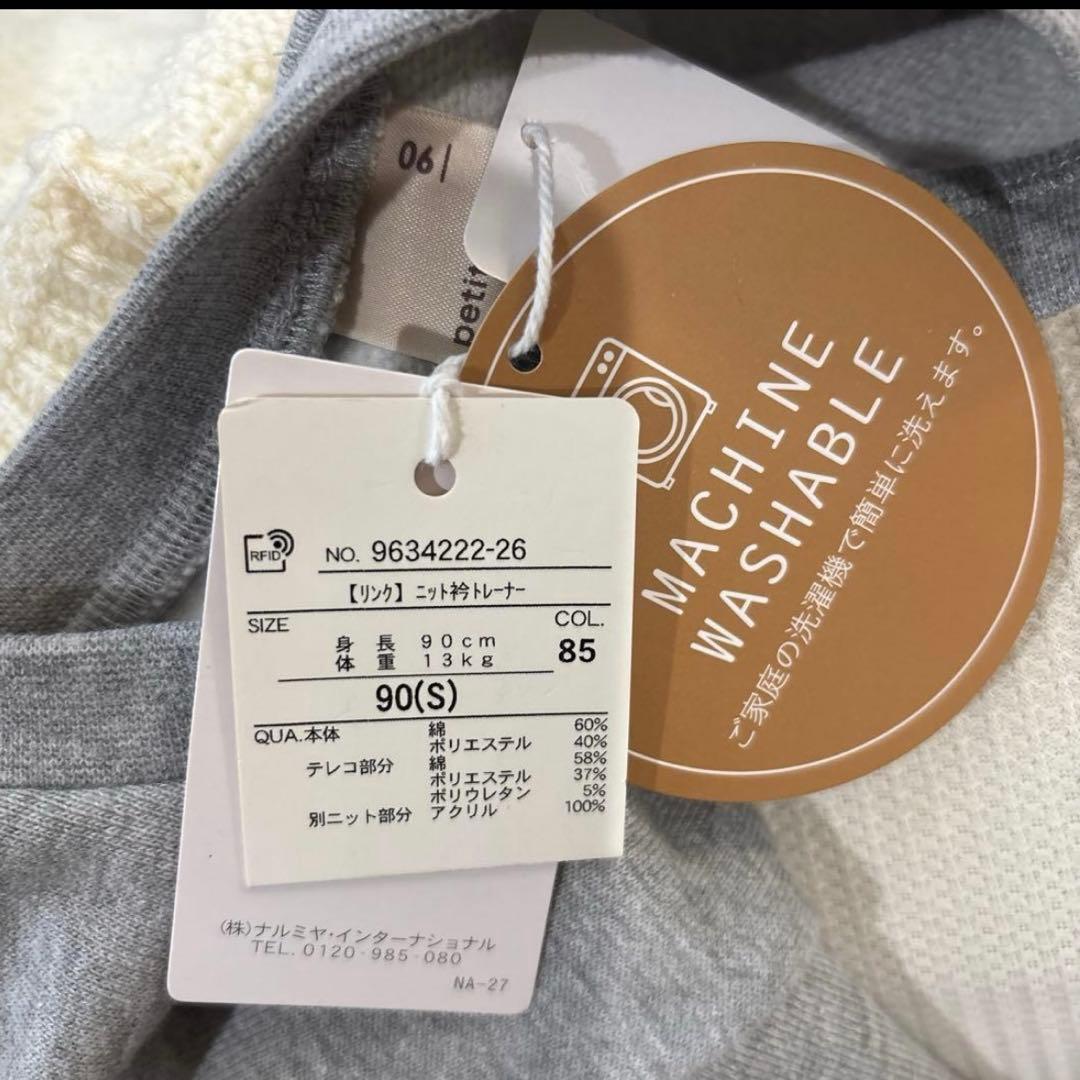 06|
petit
MACHINE
WASHABLE
ご家庭の洗濯機で簡単に洗えます。
RFID
NO. 9634222-26
【リンク】ニット衿トレーナー
SIZE COL.
身長 90cm
体重 13kg
85
90(S)
QUA.本体 綿 60%
ポリエステル 40%
テレコ部分 綿 58%
ポリエステル 37%
ポリウレタン 5%
別ニット部分 アクリル 100%
(株)ナルミヤ・インターナショナル
TEL. 0120-985-080
NA-27